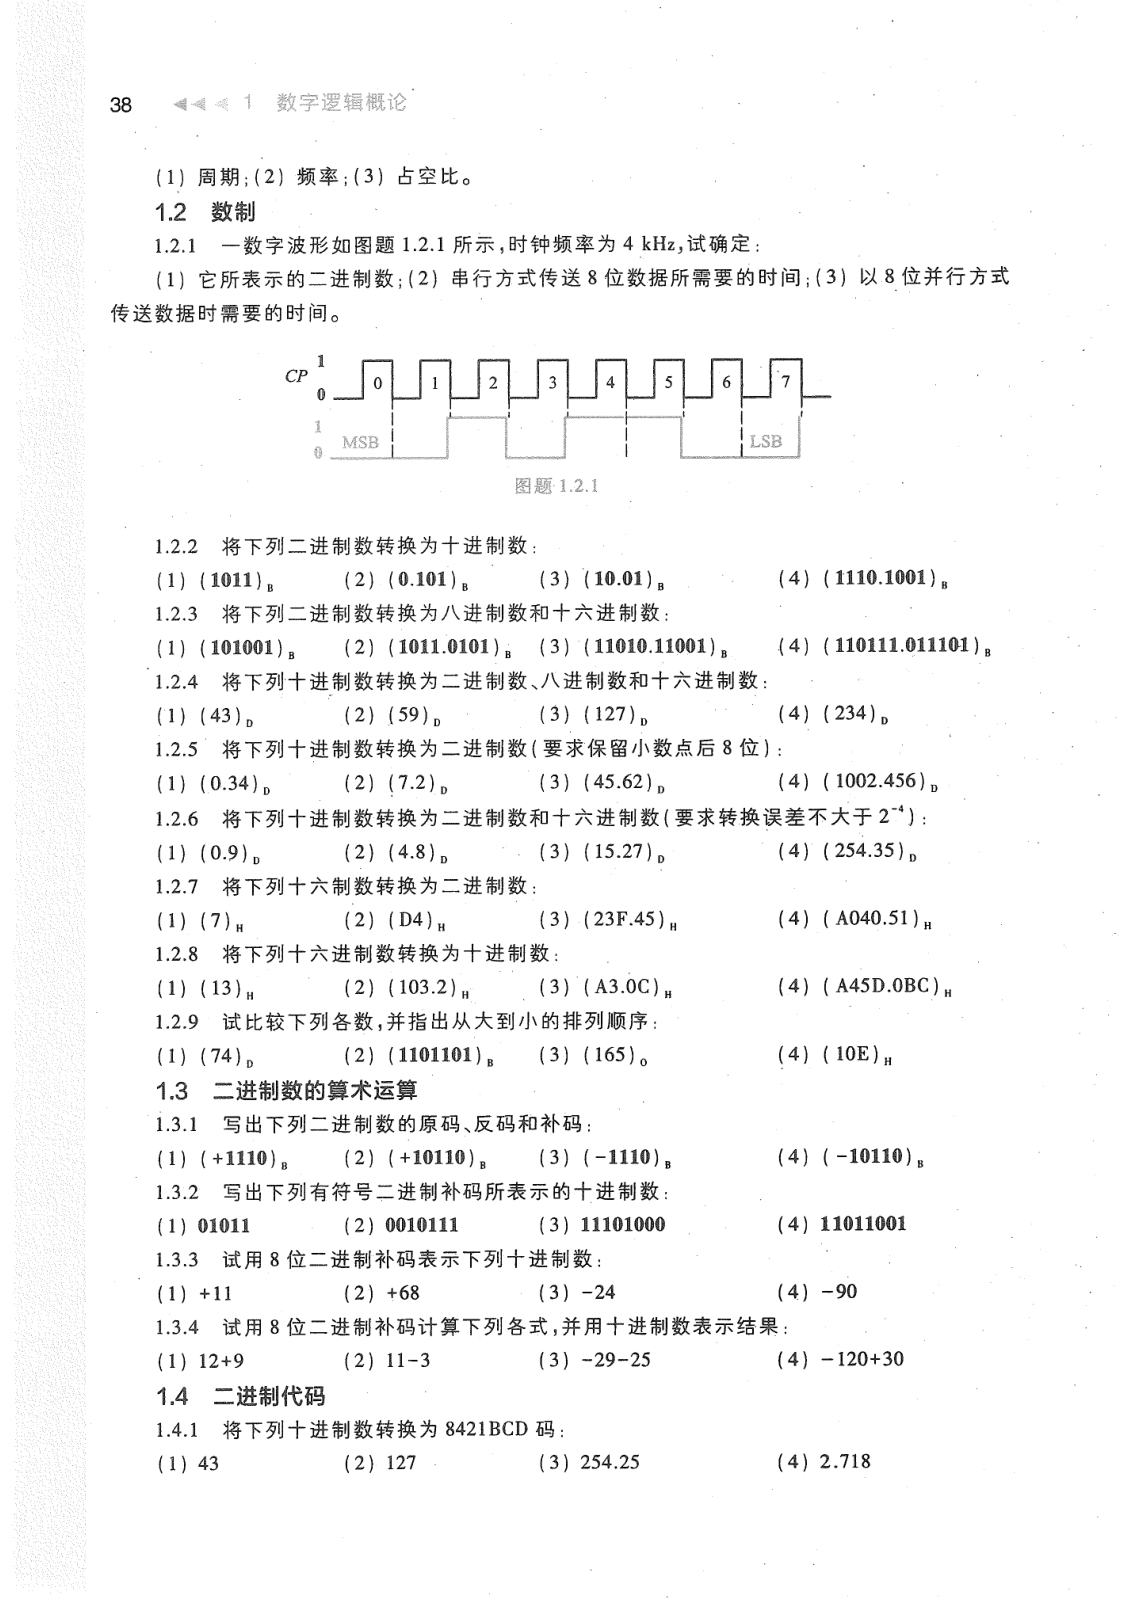 38 1 数字逻辑概论
(1) 周期;(2) 频率;(3) 占空比。
1.2 数制
1.2.1 一数字波形如图题 1.2.1 所示,时钟频率为 4 kHz,试确定:
(1) 它所表示的二进制数;(2) 串行方式传送 8 位数据所需要的时间;(3) 以 8 位并行方式
传送数据时需要的时间。
CP 1 0
0 1 2 3 4 5 6 7
1 0 MSB LSB
图题 1.2.1
1.2.2 将下列二进制数转换为十进制数:
(1) (1011)B (2) (0.101)B (3) (10.01)B (4) (1110.1001)B
1.2.3 将下列二进制数转换为八进制数和十六进制数:
(1) (101001)B (2) (1011.0101)B (3) (11010.11001)B (4) (110111.011101)B
1.2.4 将下列十进制数转换为二进制数、八进制数和十六进制数:
(1) (43)D (2) (59)D (3) (127)D (4) (234)D
1.2.5 将下列十进制数转换为二进制数(要求保留小数点后 8 位):
(1) (0.34)D (2) (7.2)D (3) (45.62)D (4) (1002.456)D
1.2.6 将下列十进制数转换为二进制数和十六进制数(要求转换误差不大于 2⁻⁴):
(1) (0.9)D (2) (4.8)D (3) (15.27)D (4) (254.35)D
1.2.7 将下列十六制数转换为二进制数:
(1) (7)H (2) (D4)H (3) (23F.45)H (4) (A040.51)H
1.2.8 将下列十六进制数转换为十进制数:
(1) (13)H (2) (103.2)H (3) (A3.0C)H (4) (A45D.0BC)H
1.2.9 试比较下列各数,并指出从大到小的排列顺序:
(1) (74)D (2) (1101101)B (3) (165)O (4) (10E)H
1.3 二进制数的算术运算
1.3.1 写出下列二进制数的原码、反码和补码:
(1) (+1110)B (2) (+10110)B (3) (-1110)B (4) (-10110)B
1.3.2 写出下列有符号二进制补码所表示的十进制数:
(1) 01011 (2) 0010111 (3) 11101000 (4) 11011001
1.3.3 试用 8 位二进制补码表示下列十进制数:
(1) +11 (2) +68 (3) -24 (4) -90
1.3.4 试用 8 位二进制补码计算下列各式,并用十进制数表示结果:
(1) 12+9 (2) 11-3 (3) -29-25 (4) -120+30
1.4 二进制代码
1.4.1 将下列十进制数转换为 8421BCD 码:
(1) 43 (2) 127 (3) 254.25 (4) 2.718